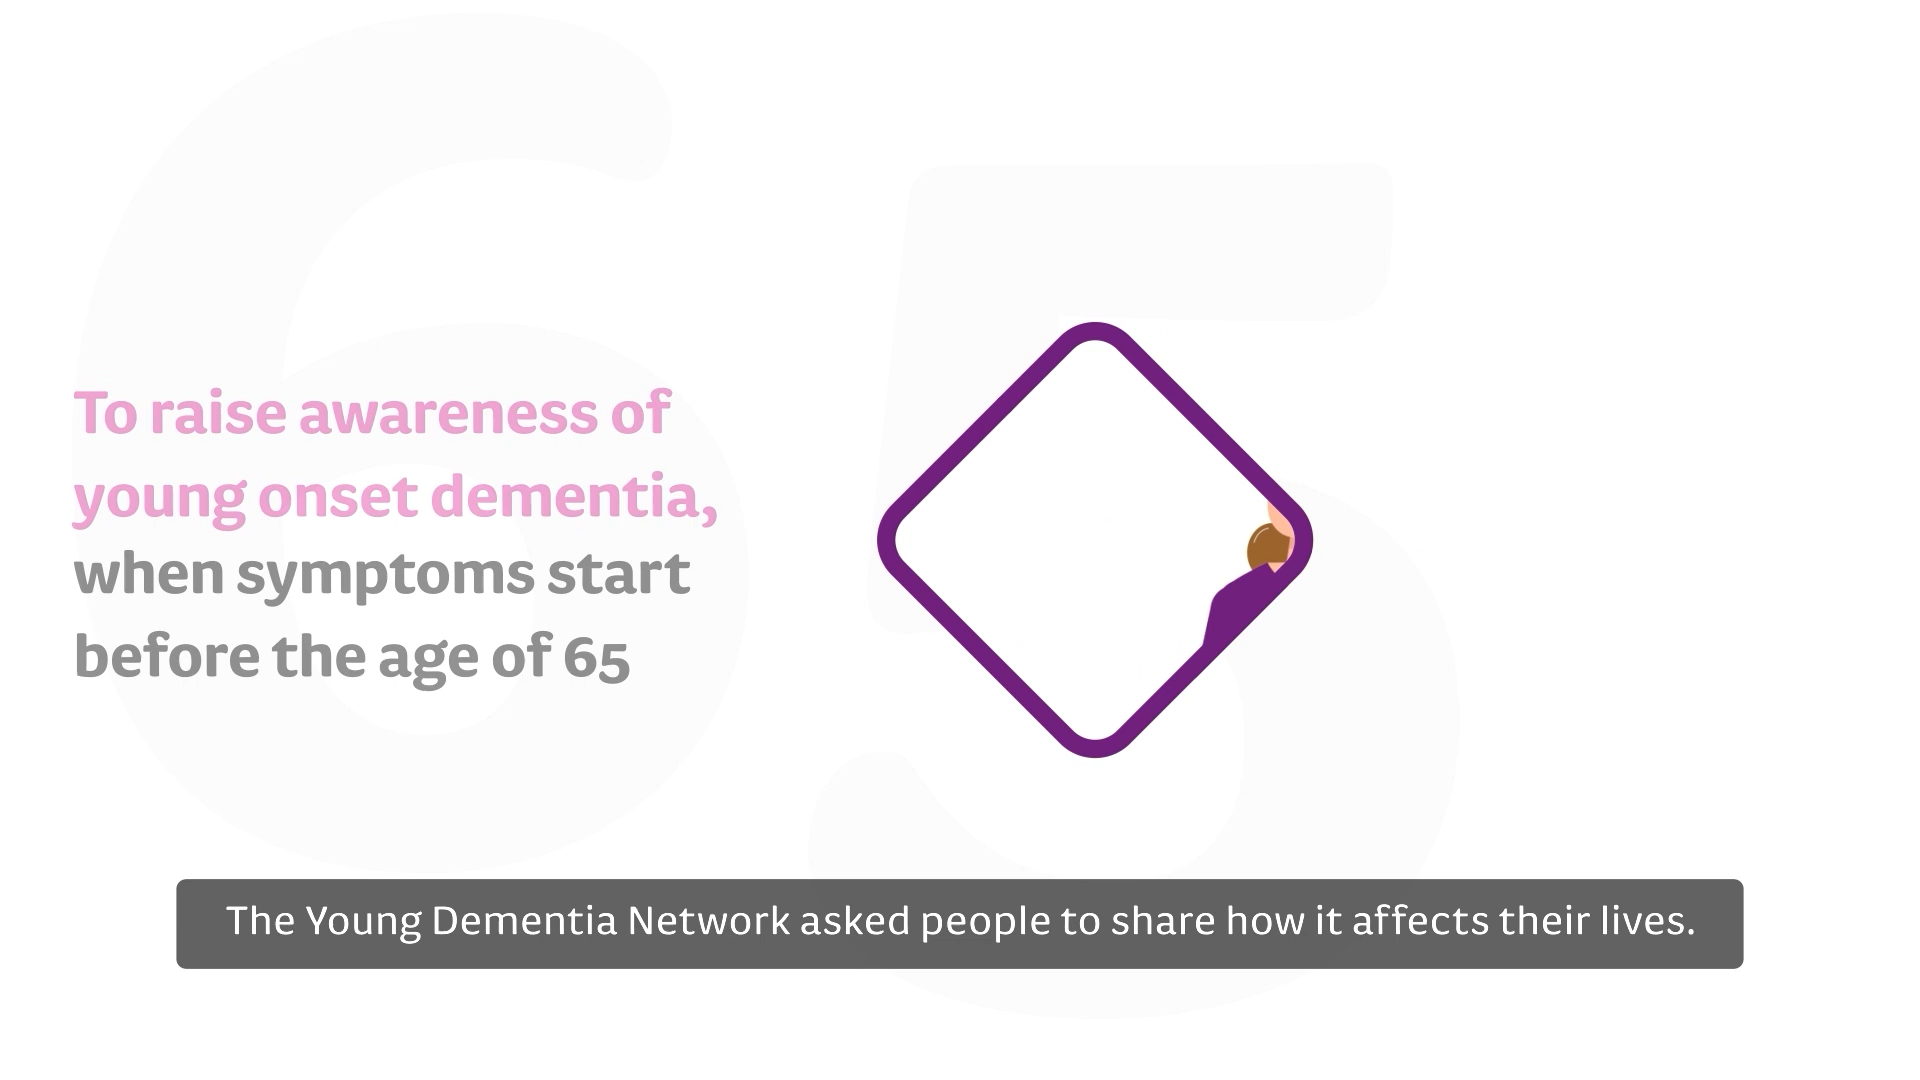 65
To raise awareness of
young onset dementia,
when symptoms start
before the age of 65
The Young Dementia Network asked people to share how it affects their lives.